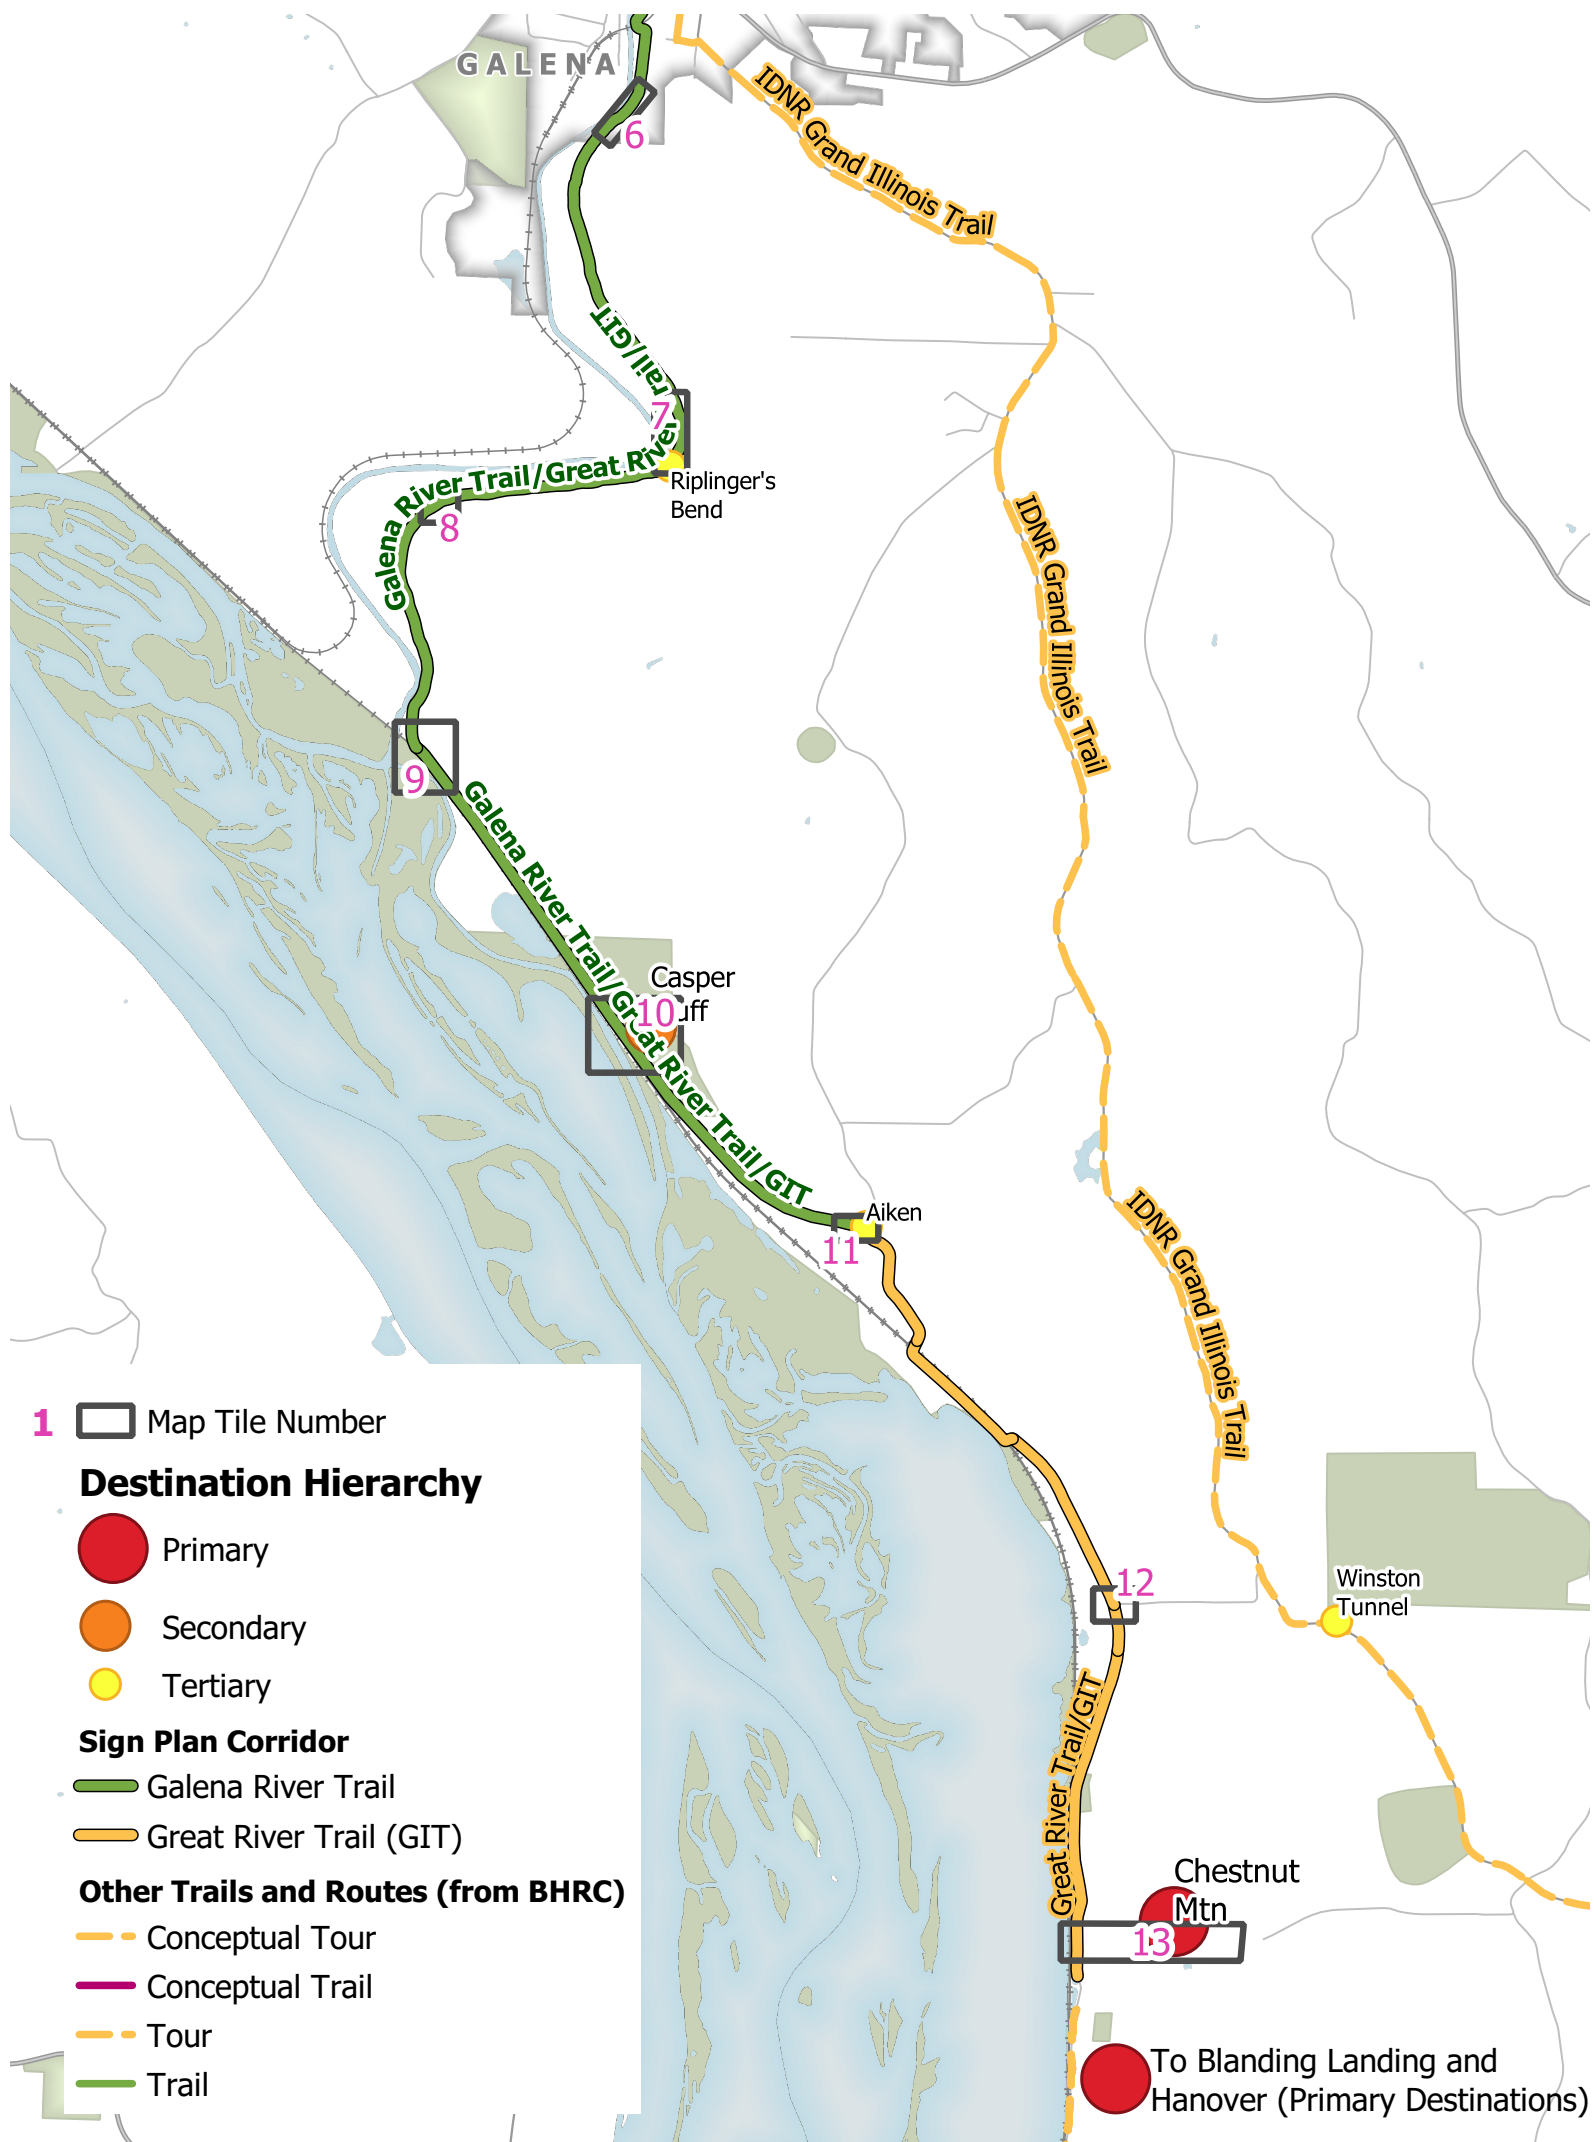 GALENA
6
IDNR Grand Illinois Trail
rail/GIT
7
Galena River Trail/Great River
Riplinger's
Bend
8
IDNR Grand Illinois Trail
9
Galena River Trail/Great River Trail/GIT
Casper
10
uff
Aiken
11
IDNR Grand Illinois Trail
12
Winston
Tunnel
Great River Trail/GIT
Chestnut
Mtn
13
To Blanding Landing and
Hanover (Primary Destinations)
1 Map Tile Number
Destination Hierarchy
Primary
Secondary
Tertiary
Sign Plan Corridor
Galena River Trail
Great River Trail (GIT)
Other Trails and Routes (from BHRC)
Conceptual Tour
Conceptual Trail
Tour
Trail